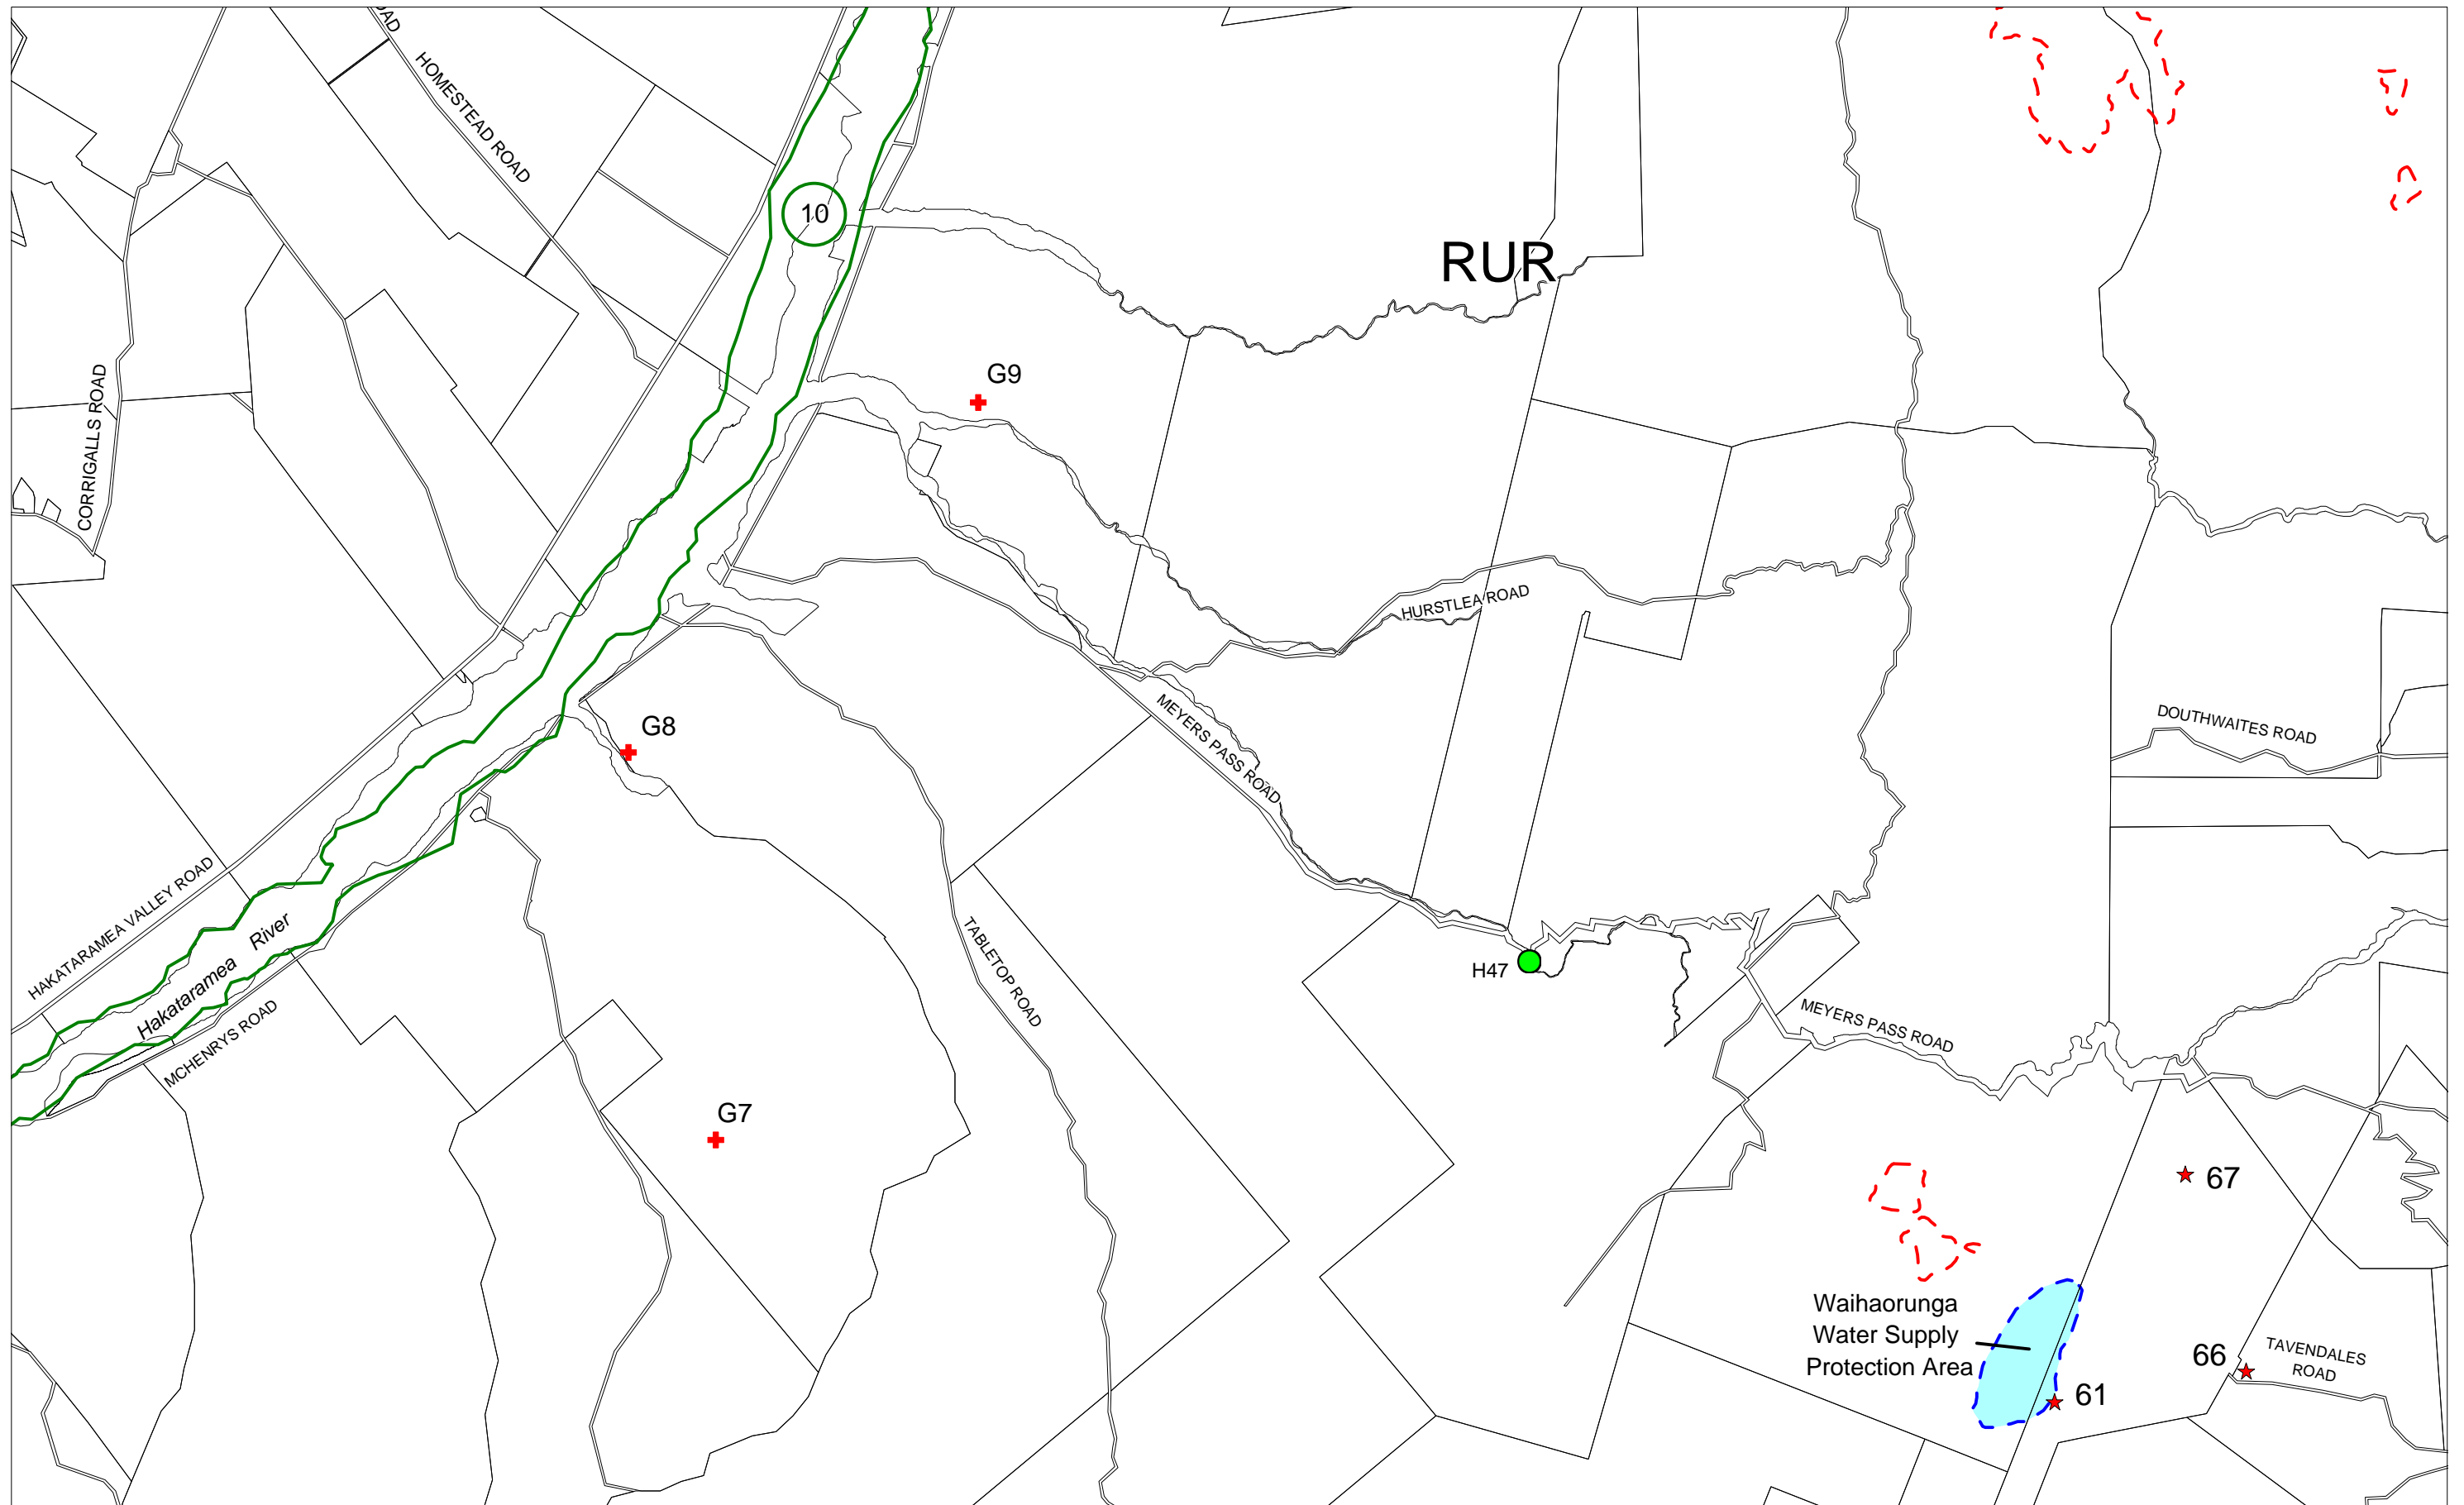 OAD
HOMESTEAD ROAD
10
RUR
G9
CORRIGALLS ROAD
HURSTLEA ROAD
G8
MEYERS PASS ROAD
DOUTHWAITES ROAD
HAKATARAMEA VALLEY ROAD
Hakataramea River
MCHENRYS ROAD
TABLETOP ROAD
H47
MEYERS PASS ROAD
G7
67
Waihaorunga
Water Supply
Protection Area
66
TAVENDALES
ROAD
61